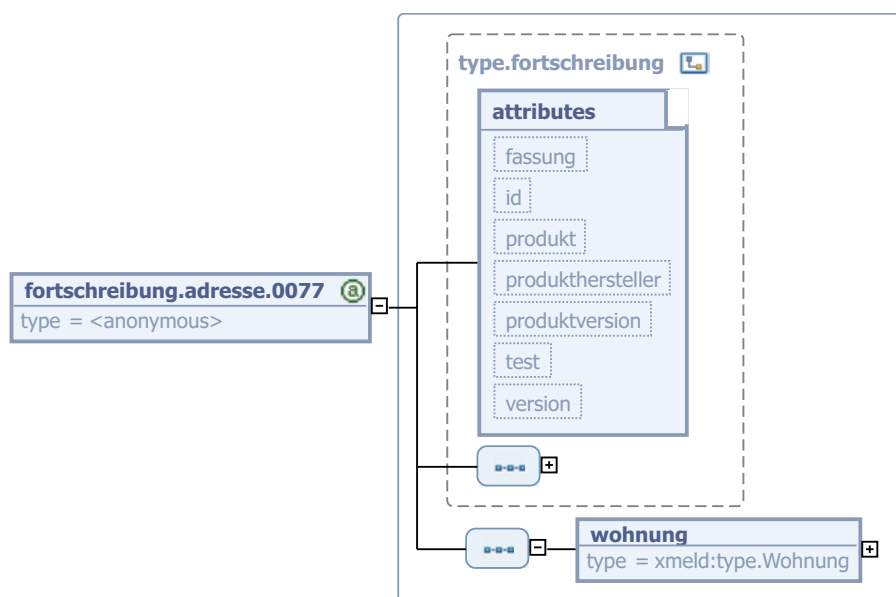 type.fortschreibung
attributes
fassung
id
produkt
produkthersteller
produktversion
test
version
fortschreibung.adresse.0077 a
type = <anonymous>
wohnung
type = xmeld:type.Wohnung